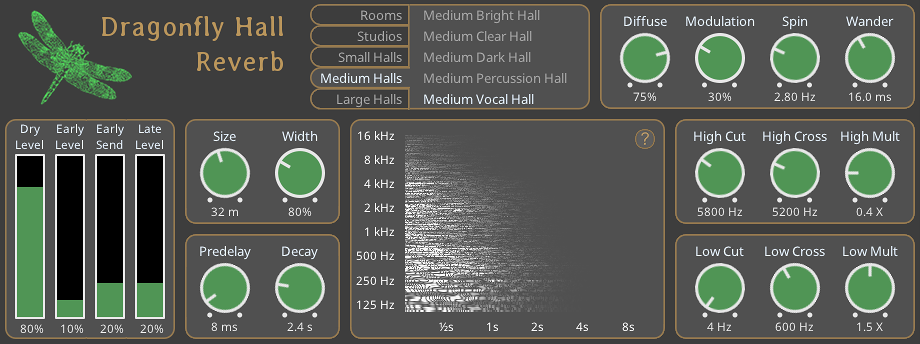 Dragonfly Hall
Reverb
Rooms
Studios
Small Halls
Medium Halls
Large Halls
Medium Bright Hall
Medium Clear Hall
Medium Dark Hall
Medium Percussion Hall
Medium Vocal Hall
Diffuse Modulation Spin Wander
75% 30% 2.80 Hz 16.0 ms
Dry Early Early Late
Level Level Send Level
80% 10% 20% 20%
Size Width
32 m 80%
Predelay Decay
8 ms 2.4 s
?
16 kHz
8 kHz
4 kHz
2 kHz
1 kHz
500 Hz
250 Hz
125 Hz
½s 1s 2s 4s 8s
High Cut High Cross High Mult
5800 Hz 5200 Hz 0.4 X
Low Cut Low Cross Low Mult
4 Hz 600 Hz 1.5 X